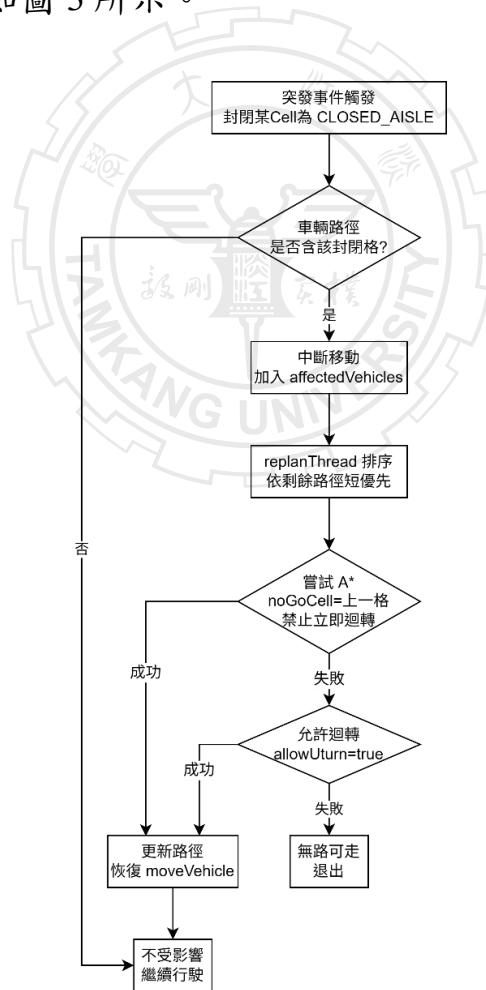 如圖 3 所示。
突發事件觸發
封閉某Cell為 CLOSED_AISLE
車輛路徑
是否含該封閉格?
是
中斷移動
加入 affectedVehicles
replanThread 排序
依剩餘路徑短優先
否
嘗試 A*
noGoCell=上一格
禁止立即迴轉
成功
失敗
允許迴轉
allowUturn=true
成功
失敗
更新路徑
恢復 moveVehicle
無路可走
退出
不受影響
繼續行駛
TAMKANG UNIVERSITY